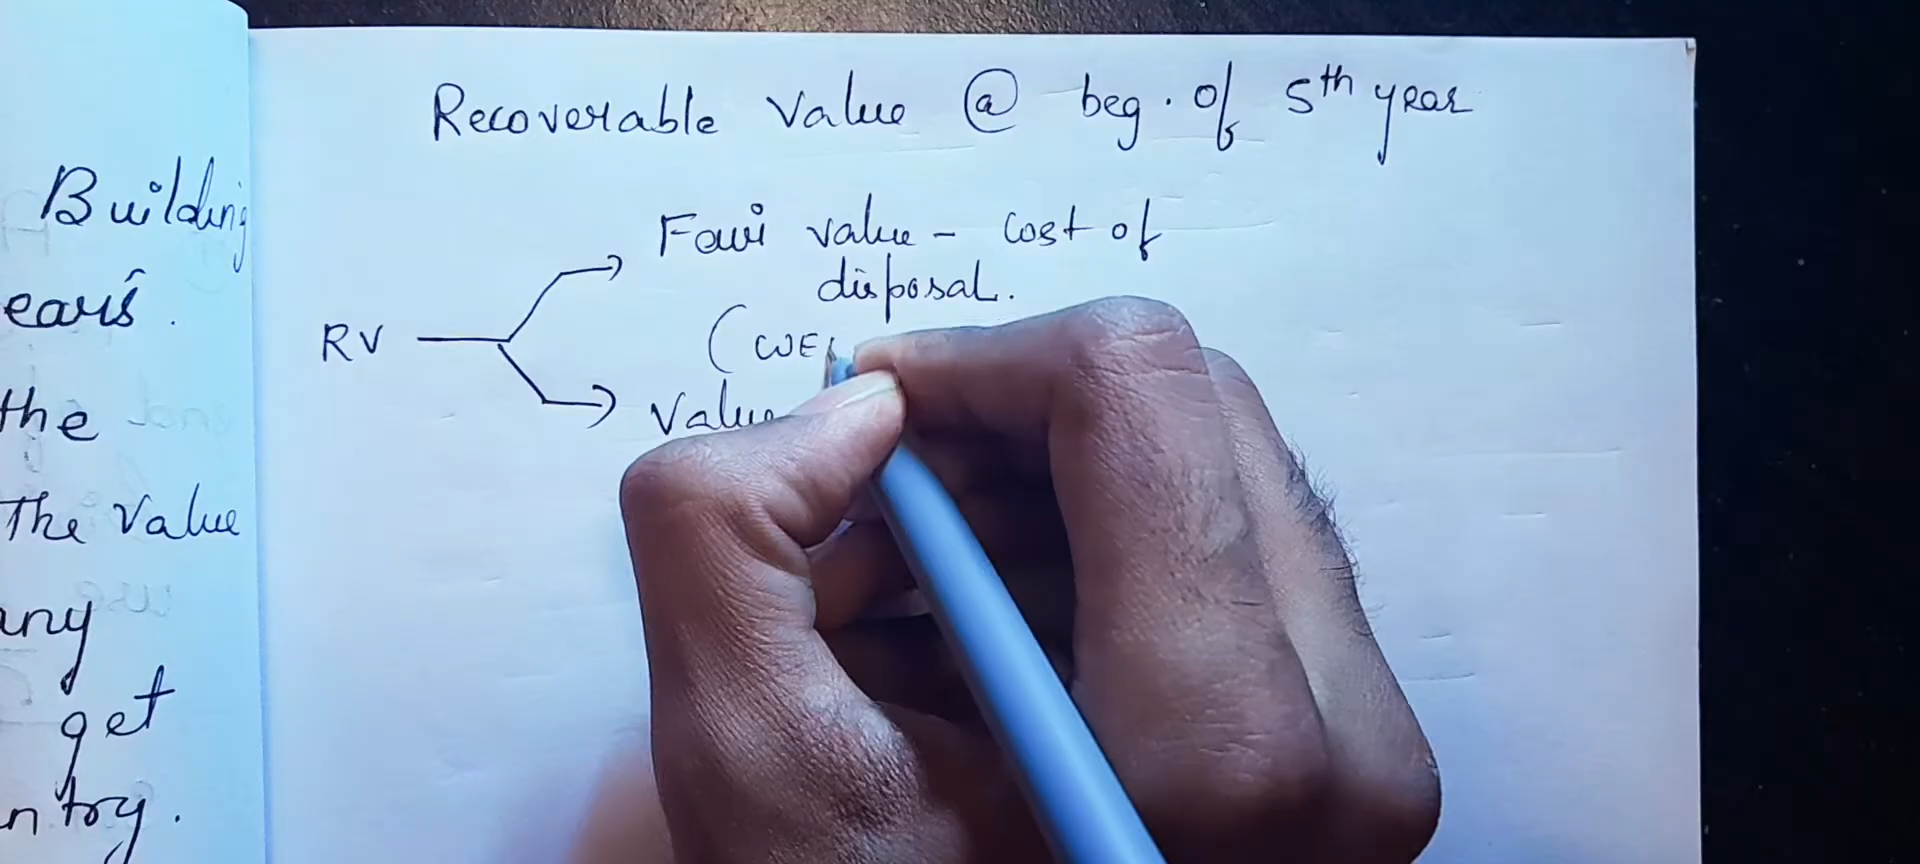 Building
ears.
the
The Value
any
get
ntry.
Recoverable Value @ beg. of 5th year
Fair value - cost of
disposal.
RV
(WE
Value